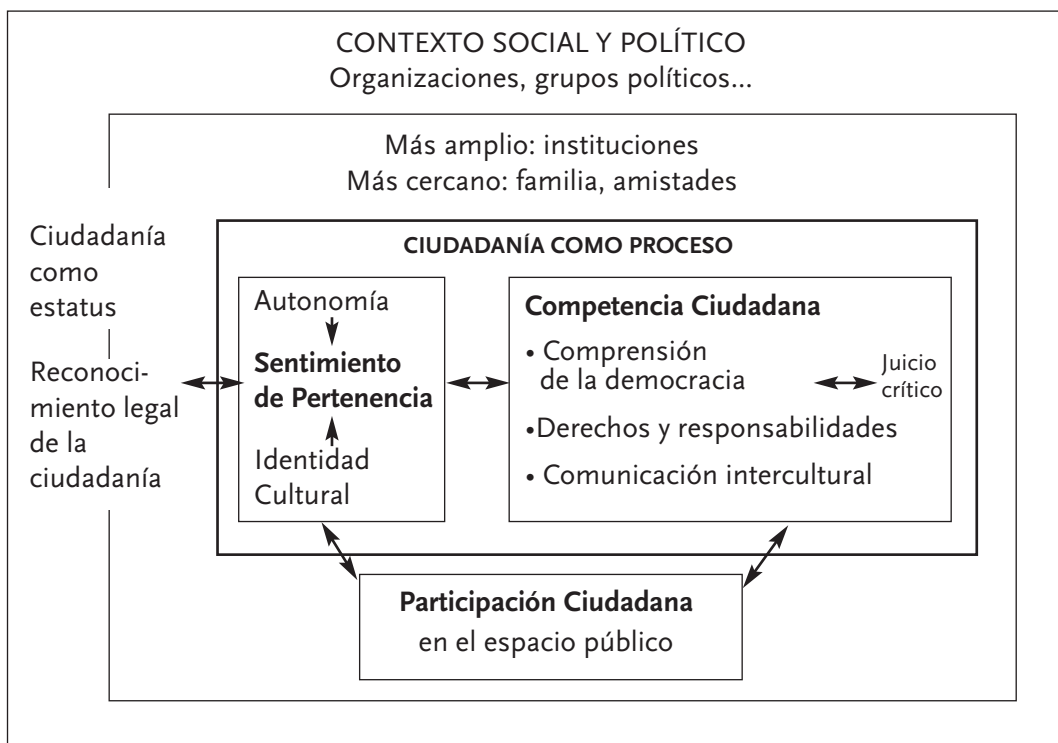 CONTEXTO SOCIAL Y POLÍTICO
Organizaciones, grupos políticos...
Más amplio: instituciones
Más cercano: familia, amistades
Ciudadanía
como
estatus
Reconoci-
miento legal
de la
ciudadanía
CIUDADANÍA COMO PROCESO
Autonomía
Sentimiento
de Pertenencia
Identidad
Cultural
Competencia Ciudadana
• Comprensión
de la democracia
Juicio
crítico
•Derechos y responsabilidades
• Comunicación intercultural
Participación Ciudadana
en el espacio público